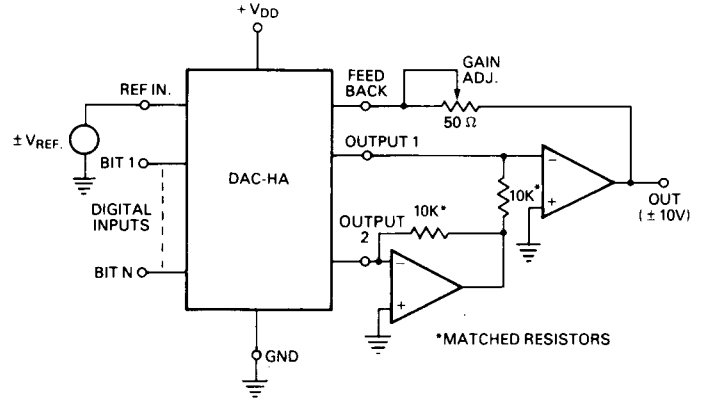 + VDD
REF IN.
± VREF.
BIT 1
DIGITAL
INPUTS
BIT N
DAC-HA
FEED
BACK
GAIN
ADJ.
50 Ω
OUTPUT 1
OUTPUT
2
10K*
10K*
−
+
−
+
OUT
(± 10V)
*MATCHED RESISTORS
GND